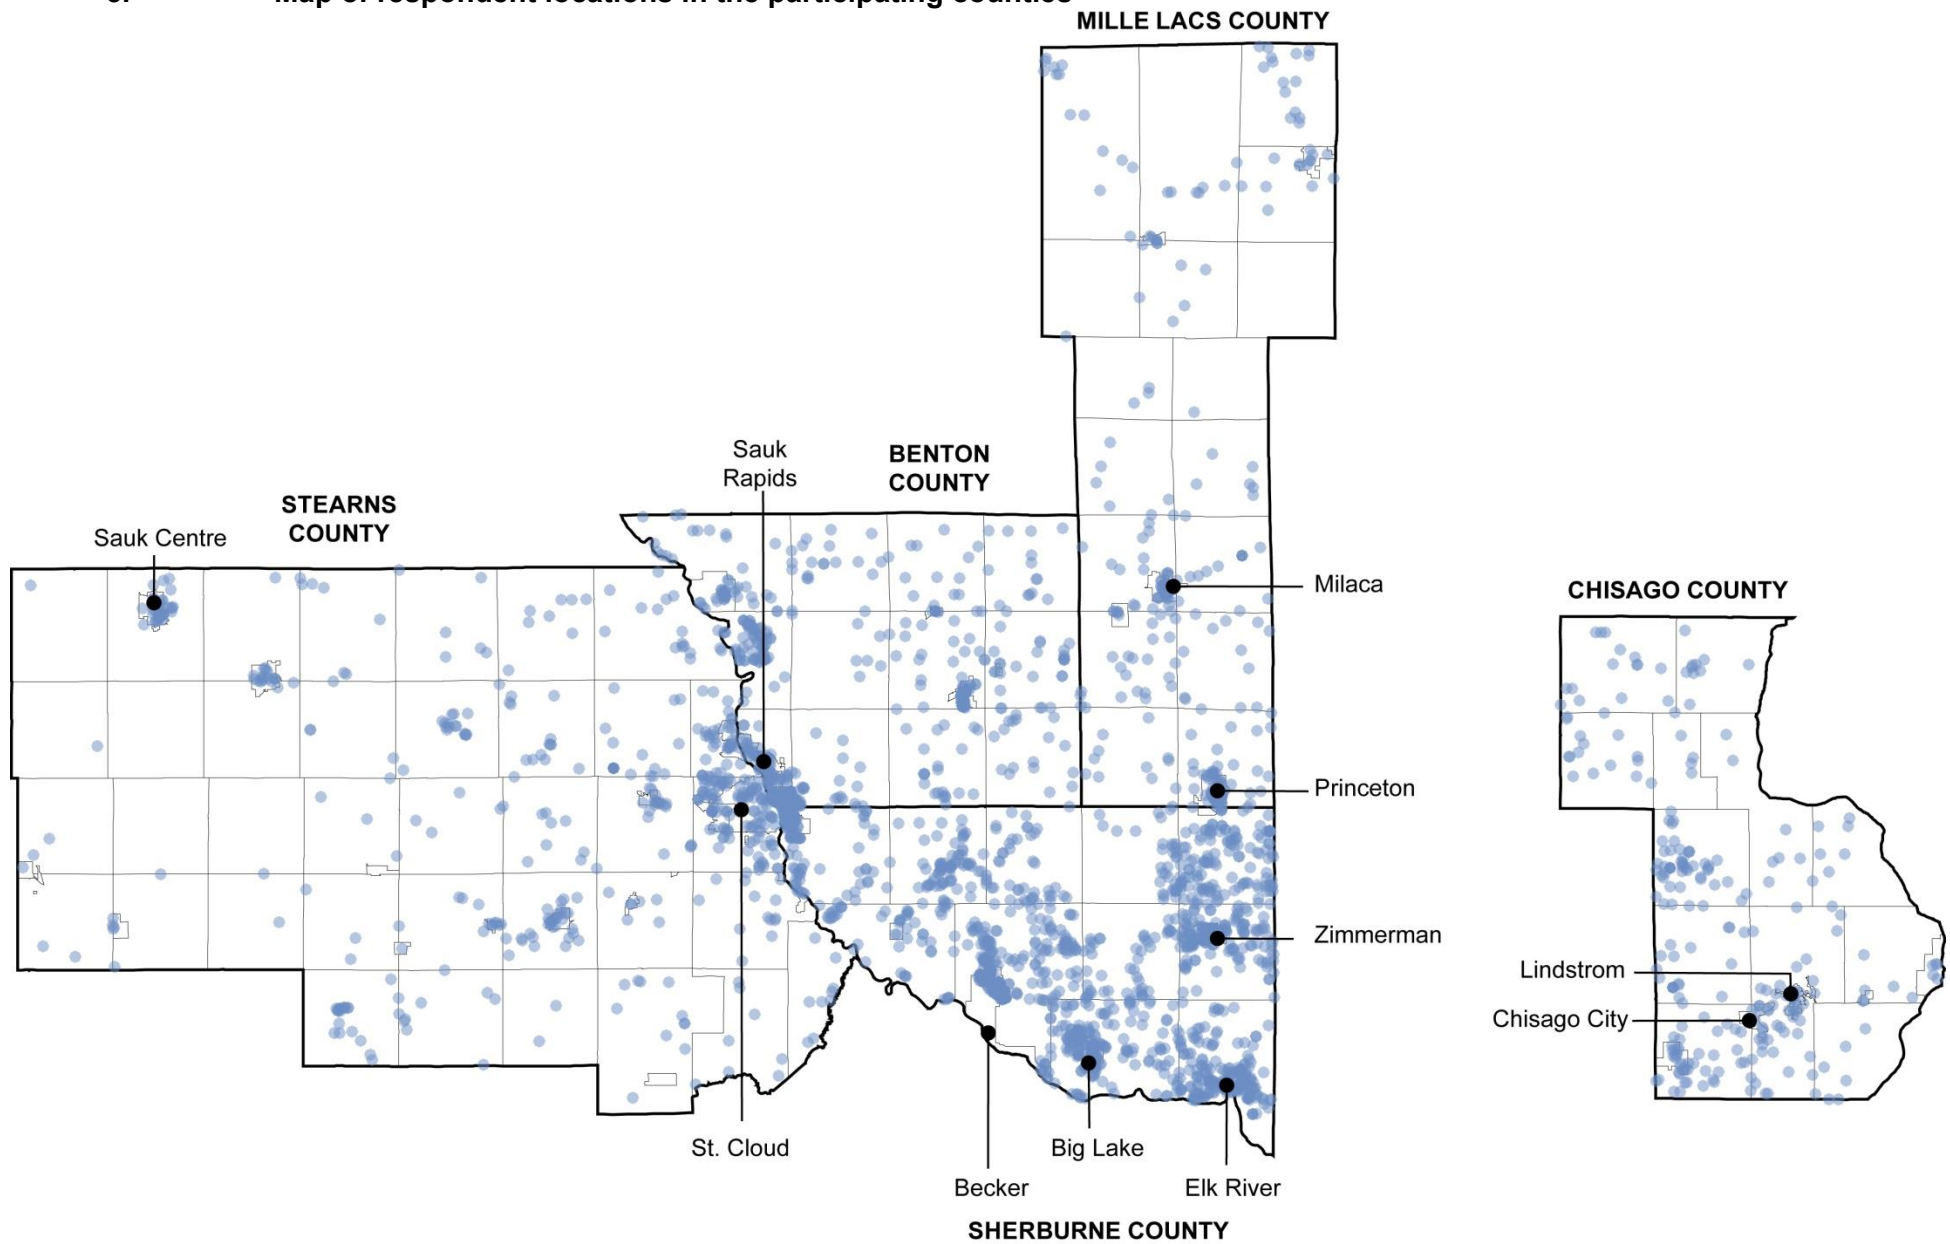 Map of respondent locations in the participating counties
MILLE LACS COUNTY
Sauk
Rapids
BENTON
COUNTY
STEARNS
COUNTY
Sauk Centre
Milaca
CHISAGO COUNTY
Princeton
Zimmerman
Lindstrom
Chisago City
St. Cloud
Big Lake
Becker
Elk River
SHERBURNE COUNTY